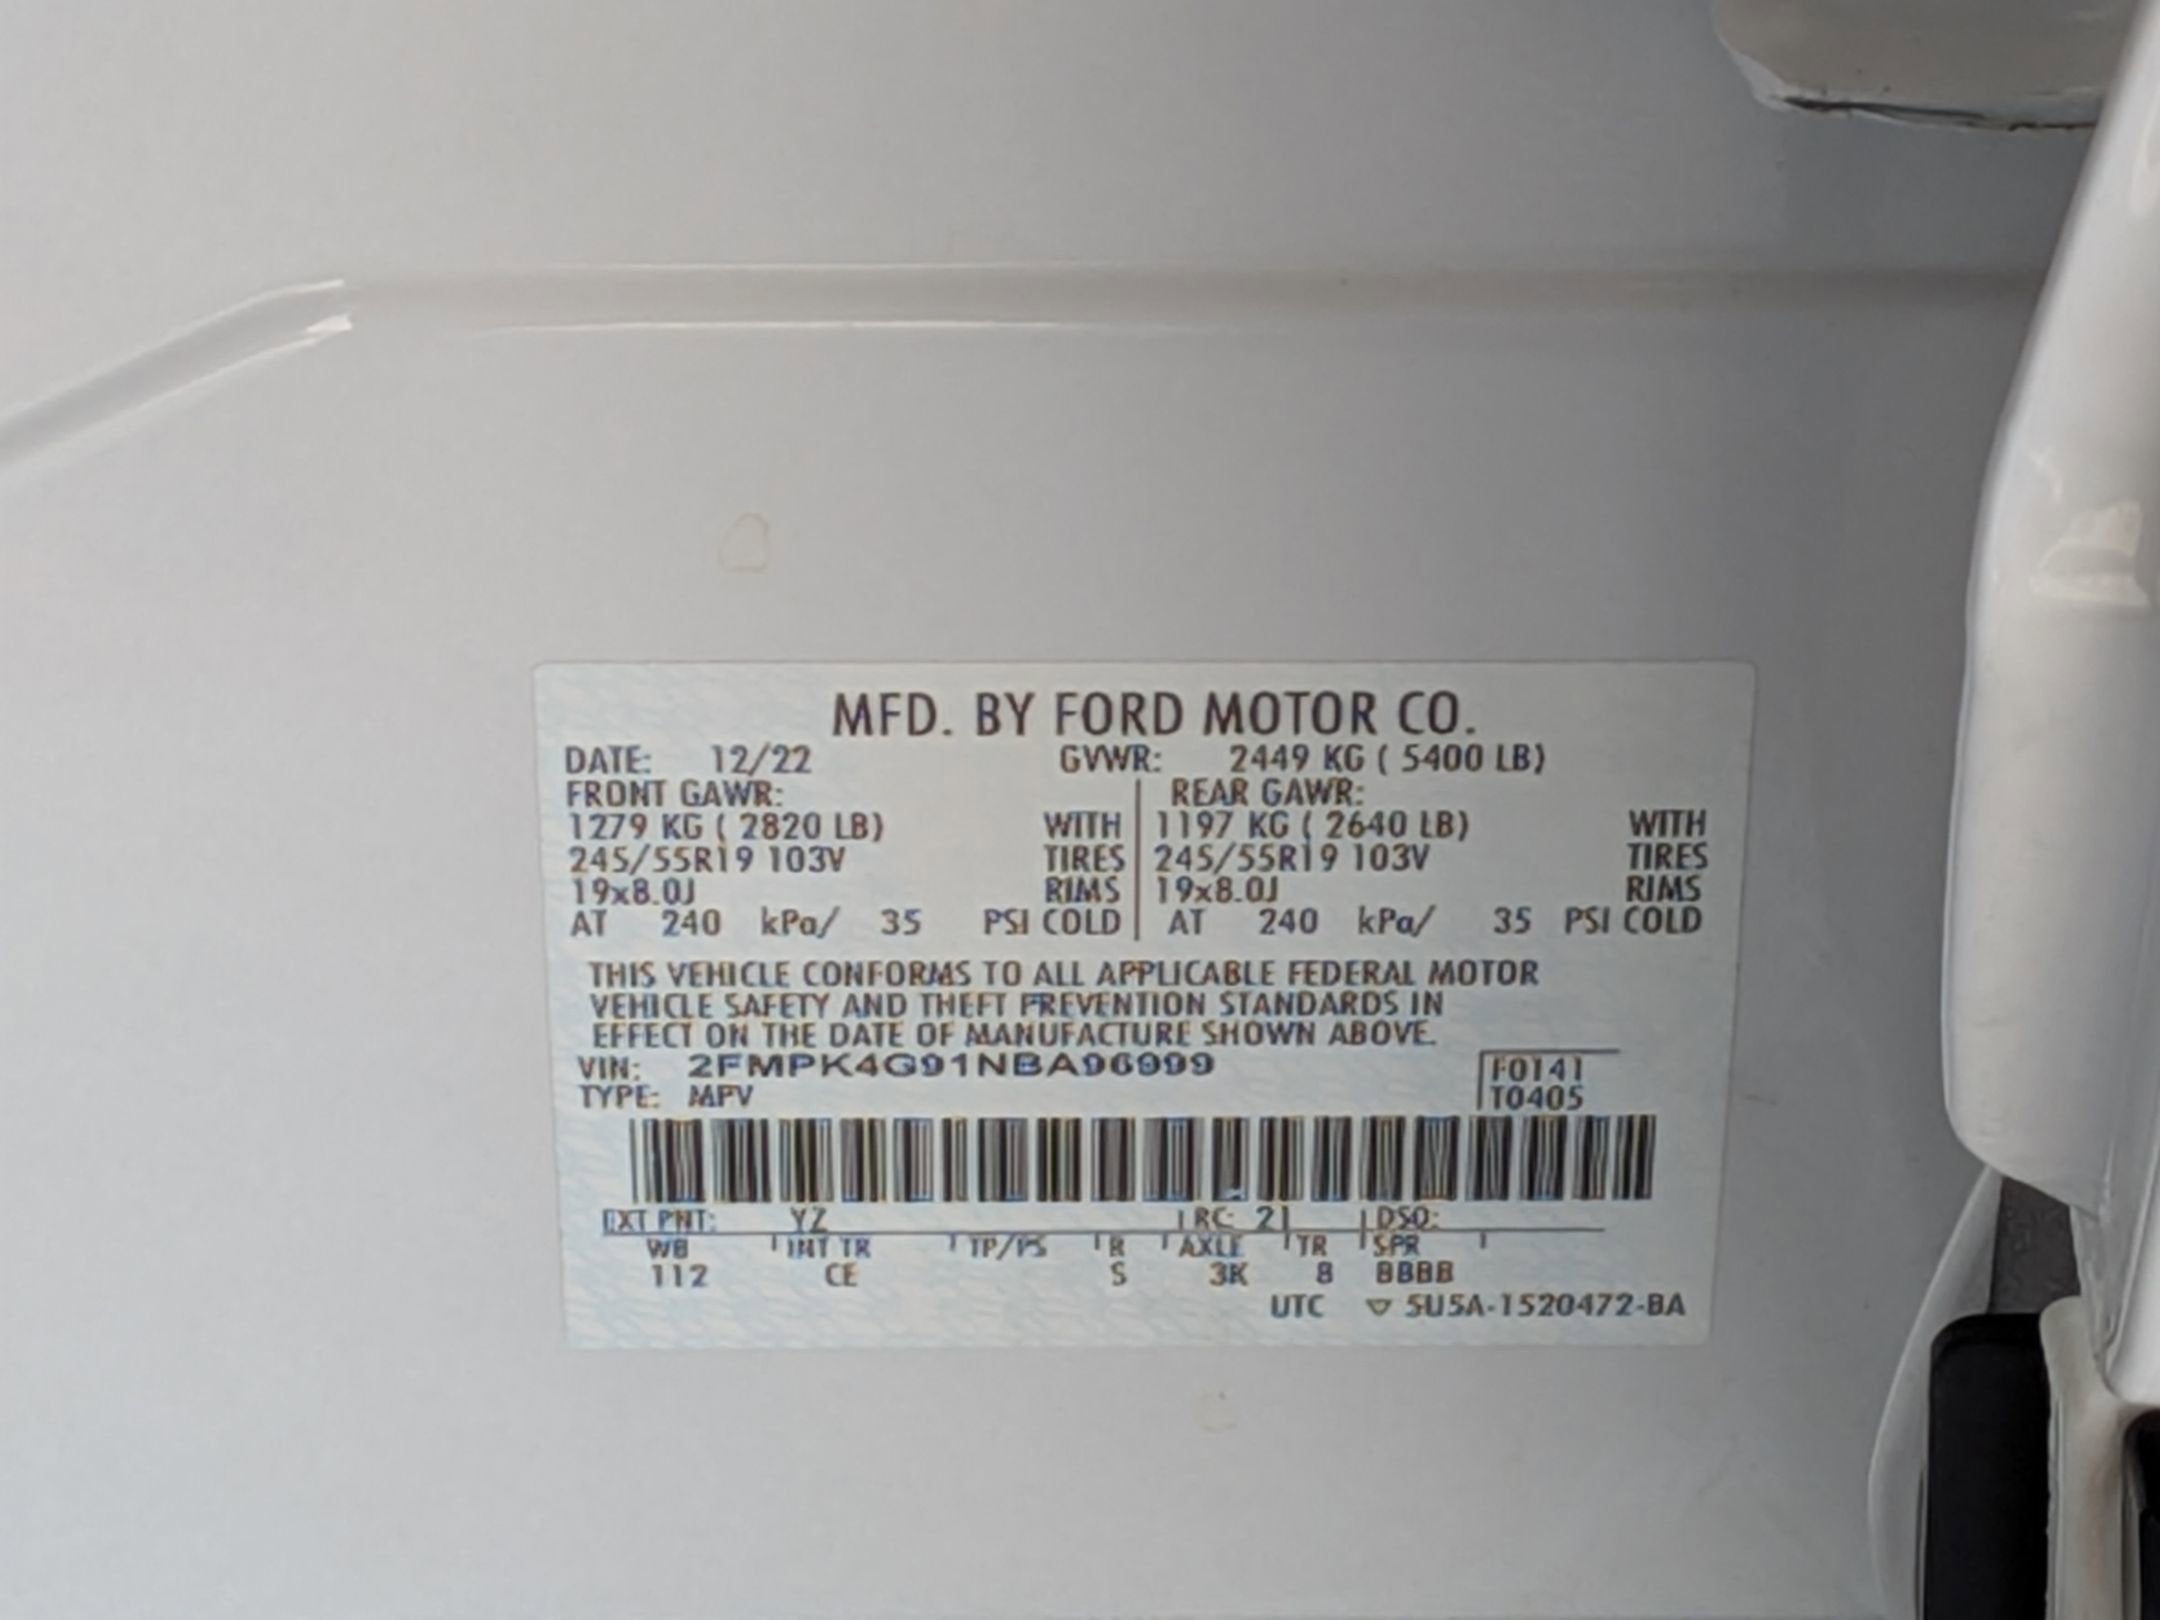 MFD. BY FORD MOTOR CO.
DATE: 12/22 GVWR: 2449 KG ( 5400 LB)
FRONT GAWR: REAR GAWR:
1279 KG ( 2820 LB) WITH 1197 KG ( 2640 LB) WITH
245/55R19 103V TIRES 245/55R19 103V TIRES
19x8.0J RIMS 19x8.0J RIMS
AT 240 kPa/ 35 PSI COLD AT 240 kPa/ 35 PSI COLD
THIS VEHICLE CONFORMS TO ALL APPLICABLE FEDERAL MOTOR
VEHICLE SAFETY AND THEFT PREVENTION STANDARDS IN
EFFECT ON THE DATE OF MANUFACTURE SHOWN ABOVE.
VIN: 2FMPK4G91NBA96999 F0141
TYPE: MPV T0405
EXT PNT: YZ RC: 21 DSO:
WB INT TR TP/PS R AXLE TR SPR
112 CE S 3K 8 BBBB
UTC ▽ 5U5A-1520472-BA